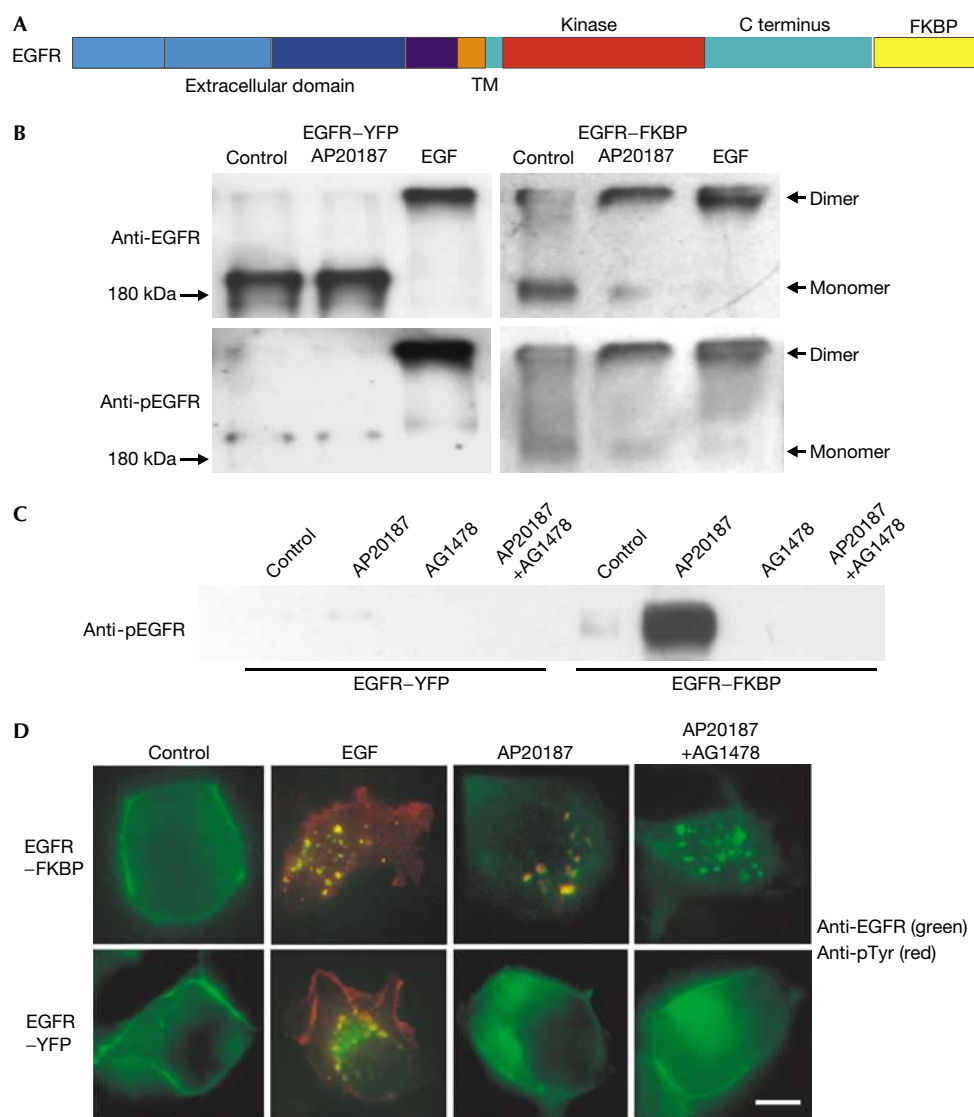 A
Kinase
C terminus
FKBP
EGFR
Extracellular domain
TM
B
EGFR–YFP
EGFR–FKBP
Control
AP20187
EGF
Control
AP20187
EGF
Anti-EGFR
180 kDa
Dimer
Monomer
Anti-pEGFR
180 kDa
Dimer
Monomer
C
Control
AP20187
AG1478
AP20187
+AG1478
Control
AP20187
AG1478
AP20187
+AG1478
Anti-pEGFR
EGFR–YFP
EGFR–FKBP
D
Control
EGF
AP20187
AP20187
+AG1478
EGFR
–FKBP
Anti-EGFR (green)
Anti-pTyr (red)
EGFR
–YFP